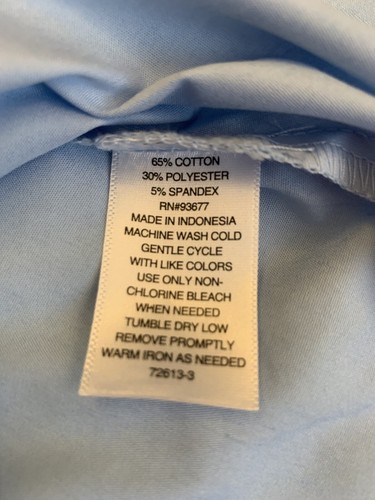 65% COTTON
30% POLYESTER
5% SPANDEX
RN#93677
MADE IN INDONESIA
MACHINE WASH COLD
GENTLE CYCLE
WITH LIKE COLORS
USE ONLY NON-
CHLORINE BLEACH
WHEN NEEDED
TUMBLE DRY LOW
REMOVE PROMPTLY
WARM IRON AS NEEDED
72613-3